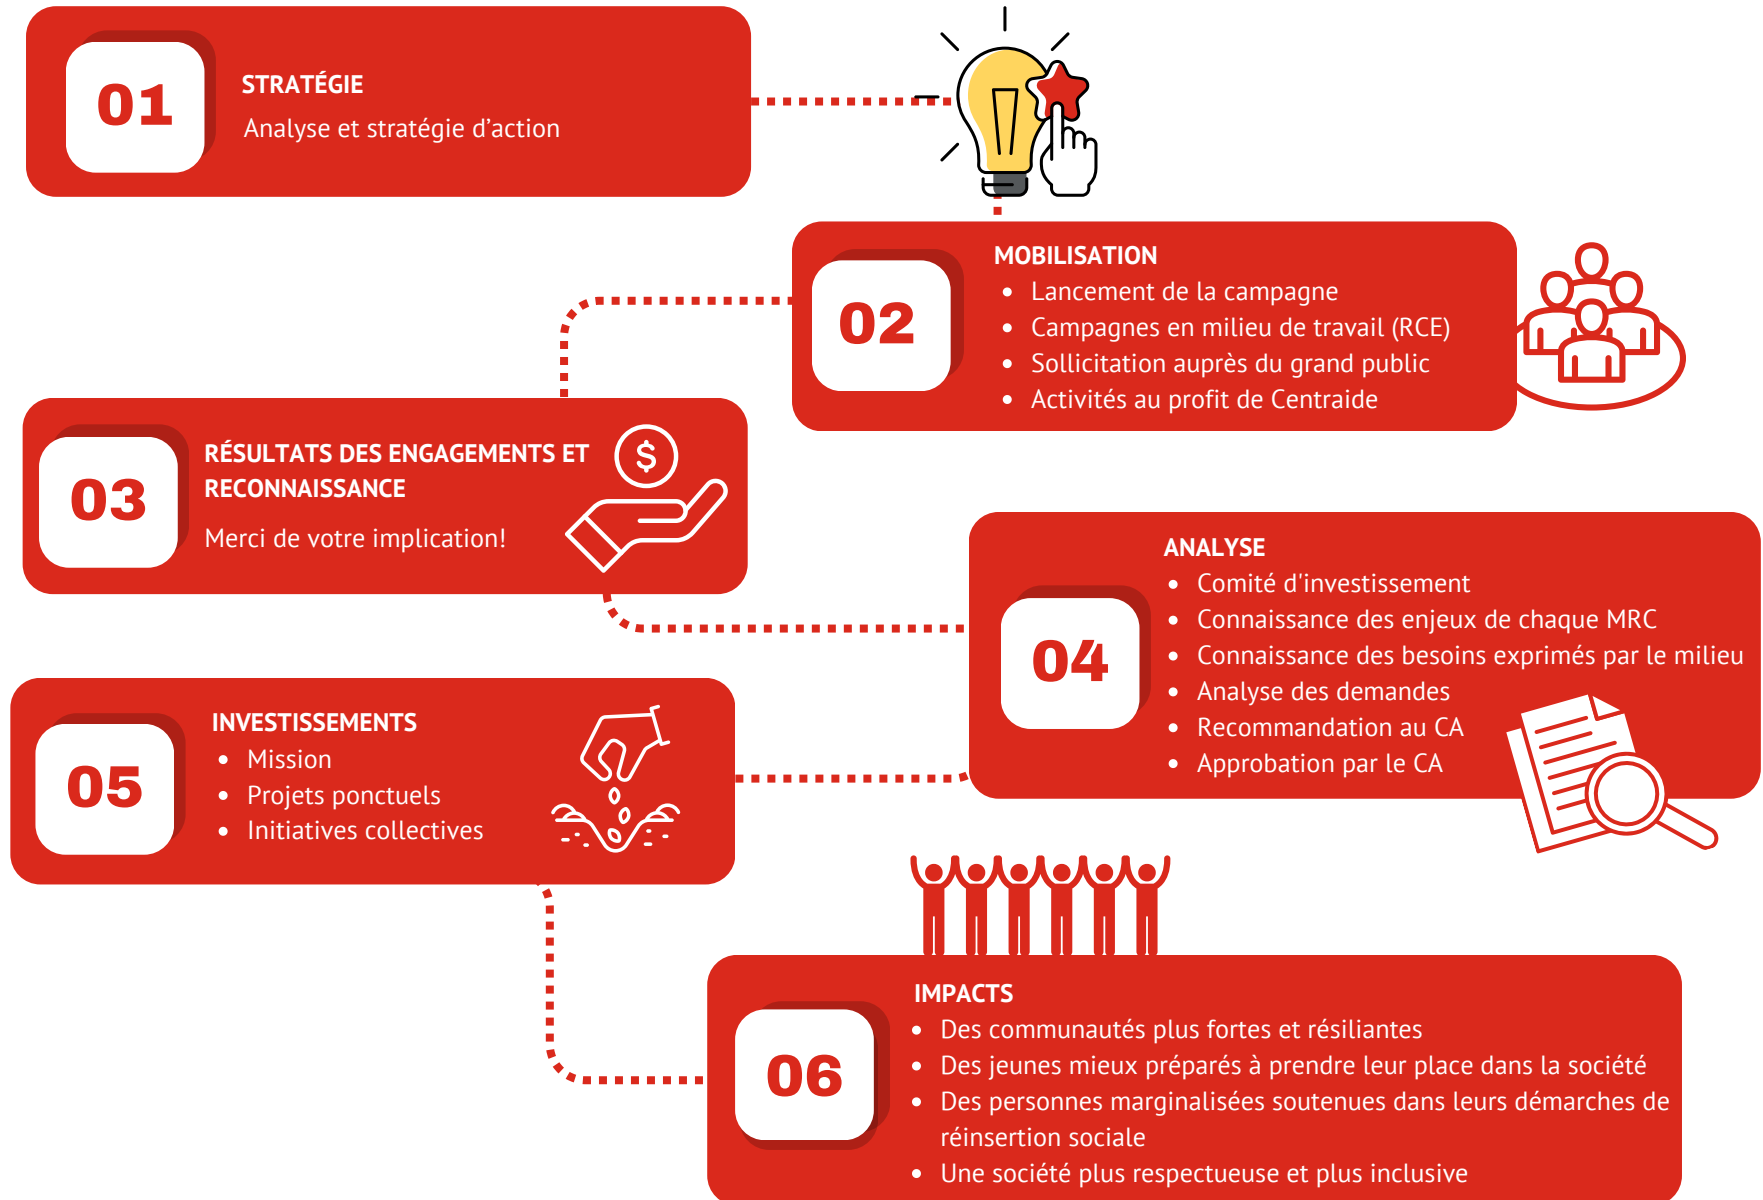 01
STRATÉGIE
Analyse et stratégie d’action
02
MOBILISATION
• Lancement de la campagne
• Campagnes en milieu de travail (RCE)
• Sollicitation auprès du grand public
• Activités au profit de Centraide
03
RÉSULTATS DES ENGAGEMENTS ET
RECONNAISSANCE
Merci de votre implication!
$
04
ANALYSE
• Comité d'investissement
• Connaissance des enjeux de chaque MRC
• Connaissance des besoins exprimés par le milieu
• Analyse des demandes
• Recommandation au CA
• Approbation par le CA
05
INVESTISSEMENTS
• Mission
• Projets ponctuels
• Initiatives collectives
06
IMPACTS
• Des communautés plus fortes et résiliantes
• Des jeunes mieux préparés à prendre leur place dans la société
• Des personnes marginalisées soutenues dans leurs démarches de
réinsertion sociale
• Une société plus respectueuse et plus inclusive